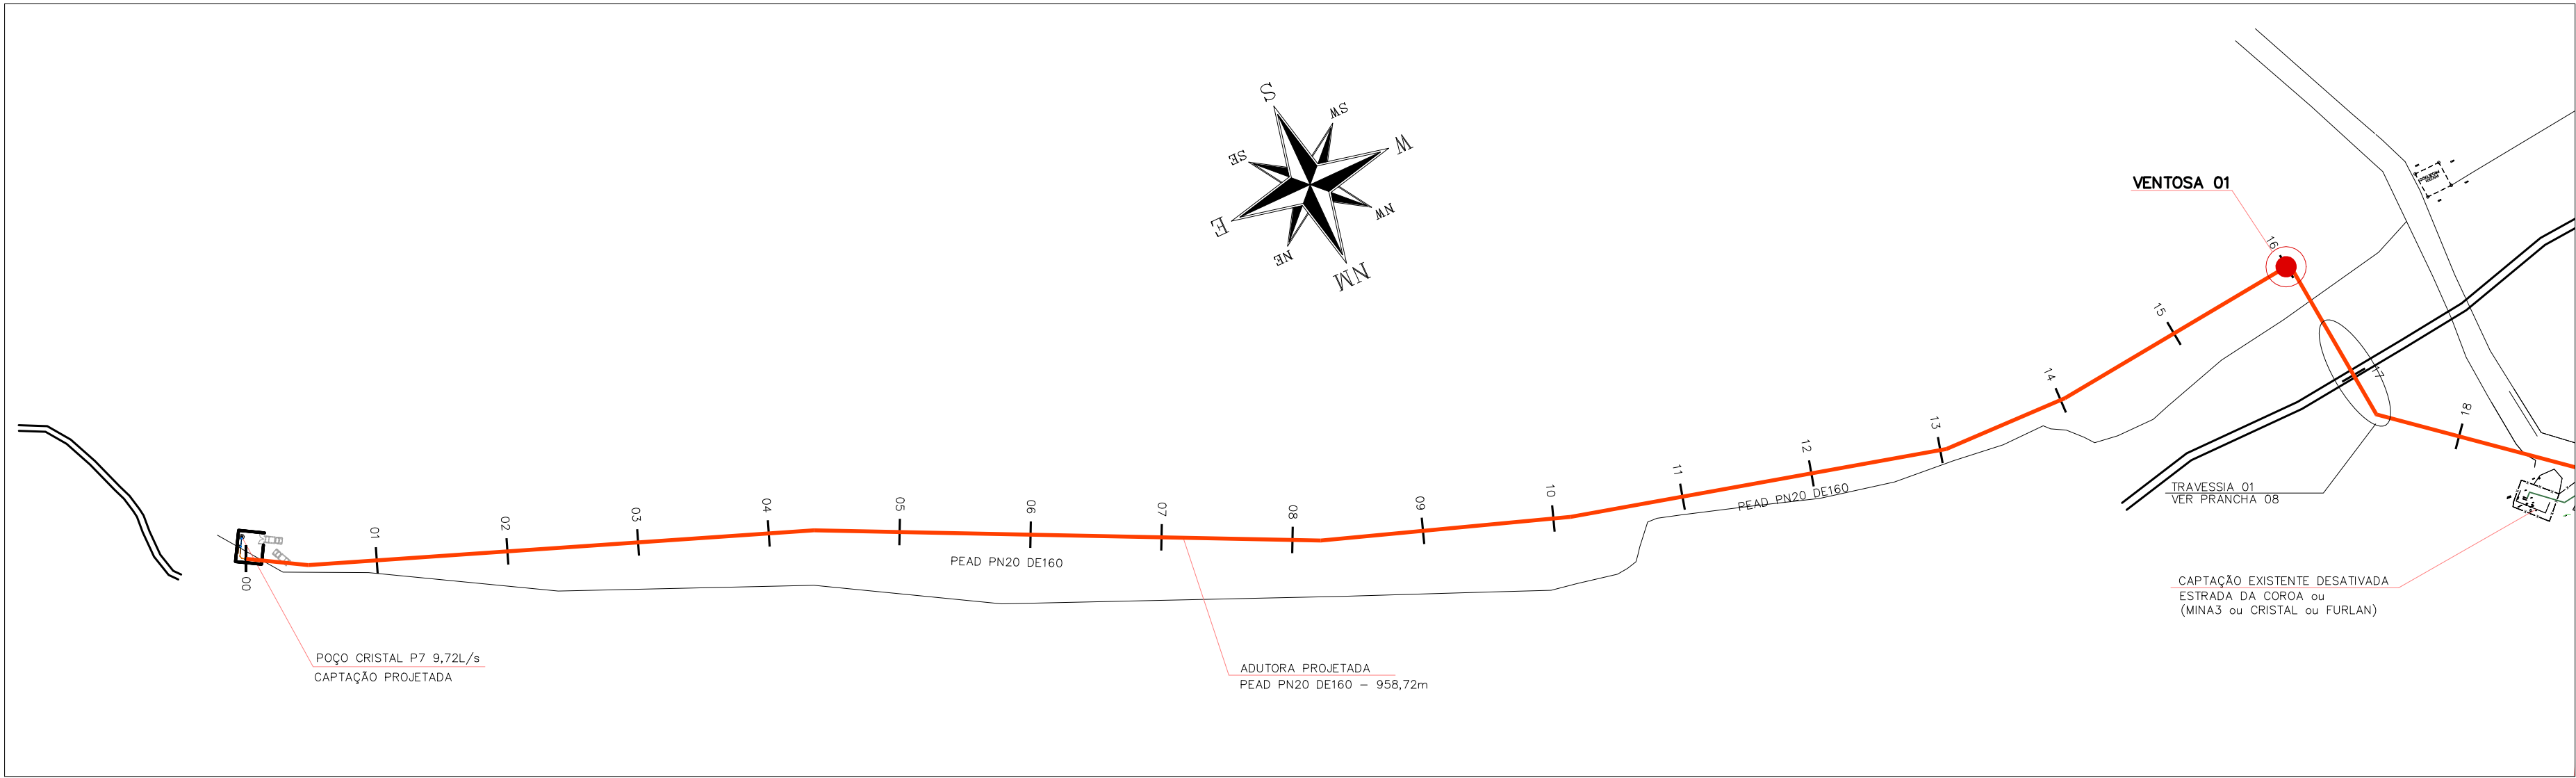 S
SW
SE
W
E
NW
NE
NM
VENTOSA 01
16
15
14
17
13
18
12
11
PEAD PN20 DE160
10
09
08
07
06
05
04
03
02
01
00
PEAD PN20 DE160
TRAVESSIA 01
VER PRANCHA 08
CAPTAÇÃO EXISTENTE DESATIVADA
ESTRADA DA COROA ou
(MINA3 ou CRISTAL ou FURLAN)
POÇO CRISTAL P7 9,72L/s
CAPTAÇÃO PROJETADA
ADUTORA PROJETADA
PEAD PN20 DE160 - 958,72m